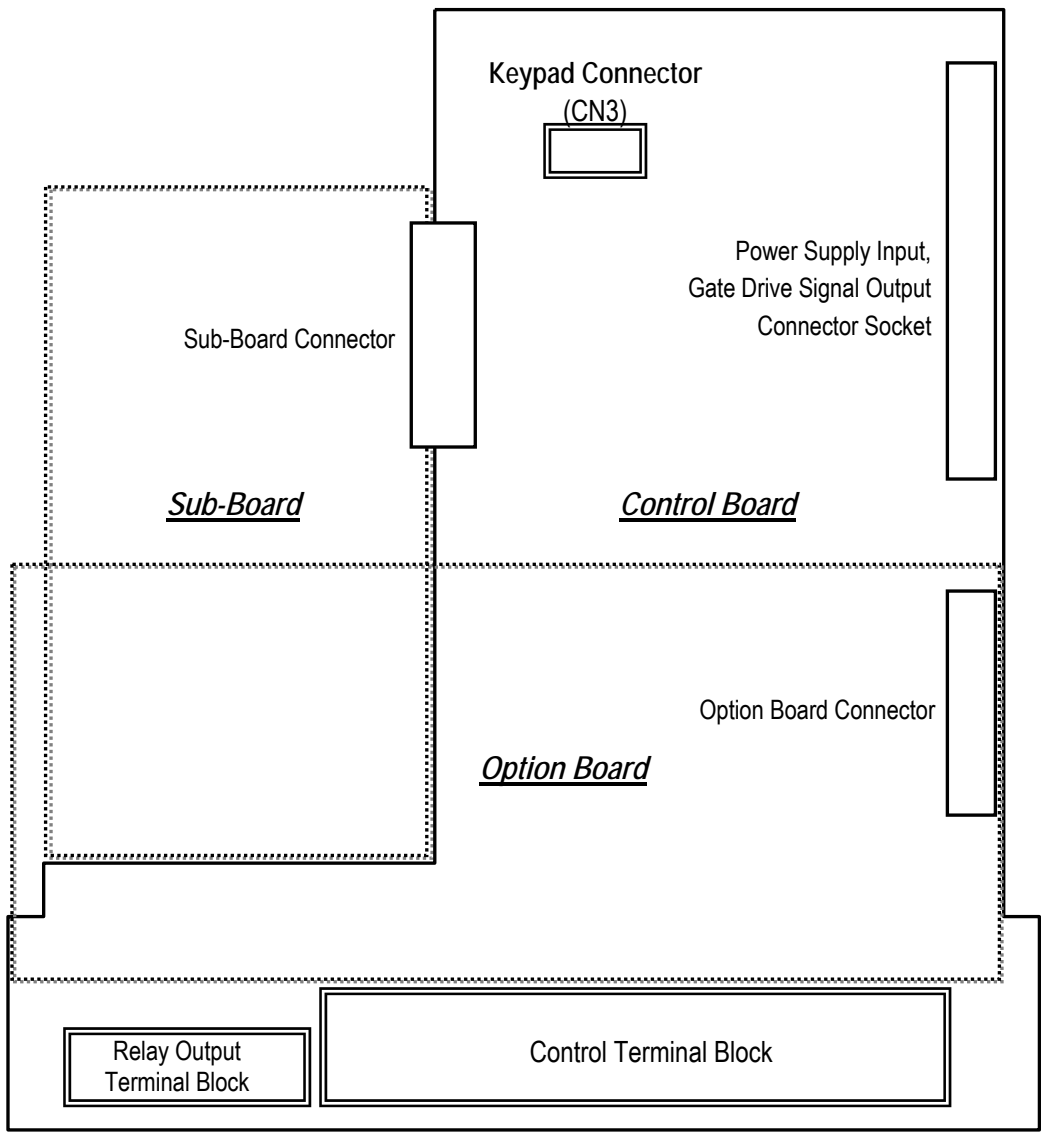 Keypad Connector
(CN3)
Power Supply Input,
Gate Drive Signal Output
Connector Socket
Sub-Board Connector
Sub-Board
Control Board
Option Board Connector
Option Board
Relay Output
Terminal Block
Control Terminal Block